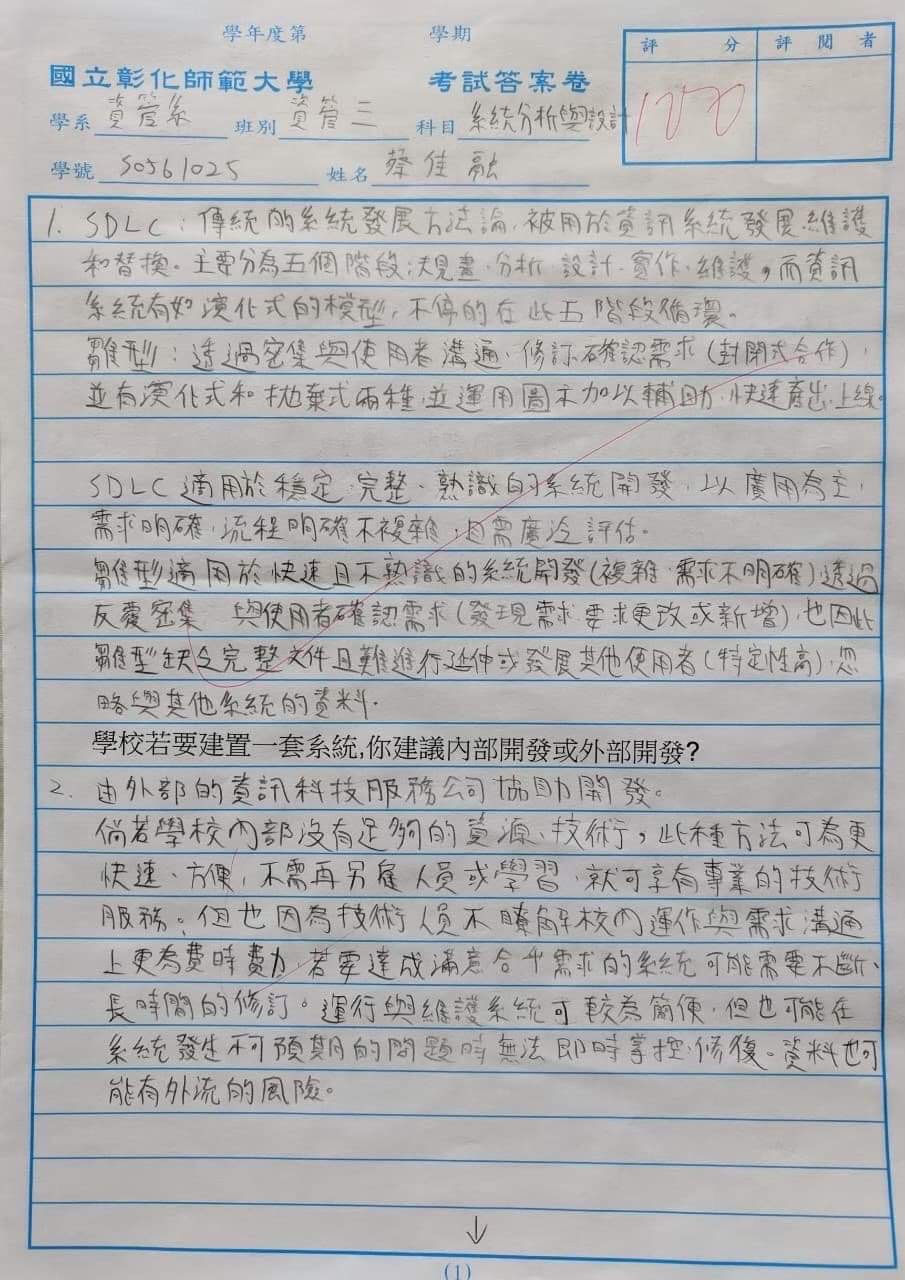 學年度第 學期
國立彰化師範大學 考試答案卷
評分 評閱者
100
學系 資管系 班別 資管三 科目 系統分析與設計
學號 S0561025 姓名 蔡佳融
1. SDLC：傳統的系統發展方法論，被用於資訊系統發展、維護
和替換。主要分為五個階段：規畫、分析、設計、實作、維護，而資訊
系統有如演化式的模型，不停的在此五階段循環。
雛型：透過密集與使用者溝通、修訂、確認需求(封閉式合作)，
並有演化式和拋棄式兩種，並運用圖示加以輔助，快速產出、上線。
SDLC 適用於穩定、完整、熟識的系統開發，以廣用為主，
需求明確，流程明確不複雜，且需廣泛評估。
雛型適用於快速且不熟識的系統開發(複雜、需求不明確)透過
反覆密集 與使用者確認需求(發現需求、要求更改或新增)，也因此
雛型缺乏完整文件且難進行延伸或發展其他使用者(特定性高)，忽
略與其他系統的資料。
學校若要建置一套系統,你建議內部開發或外部開發?
2. 由外部的資訊科技服務公司協助開發。
倘若學校內部沒有足夠的資源、技術，此種方法可為更
快速、方便，不需再另雇人員或學習，就可享有專業的技術
服務。但也因為技術人員不瞭解校內運作與需求溝通
上更為費時費力，若要達成滿意合乎需求的系統可能需要不斷、
長時間的修訂。運行與維護系統可較為簡便，但也可能在
系統發生不可預期的問題時無法即時掌控、修復。資料也可
能有外流的風險。
↓
(1)